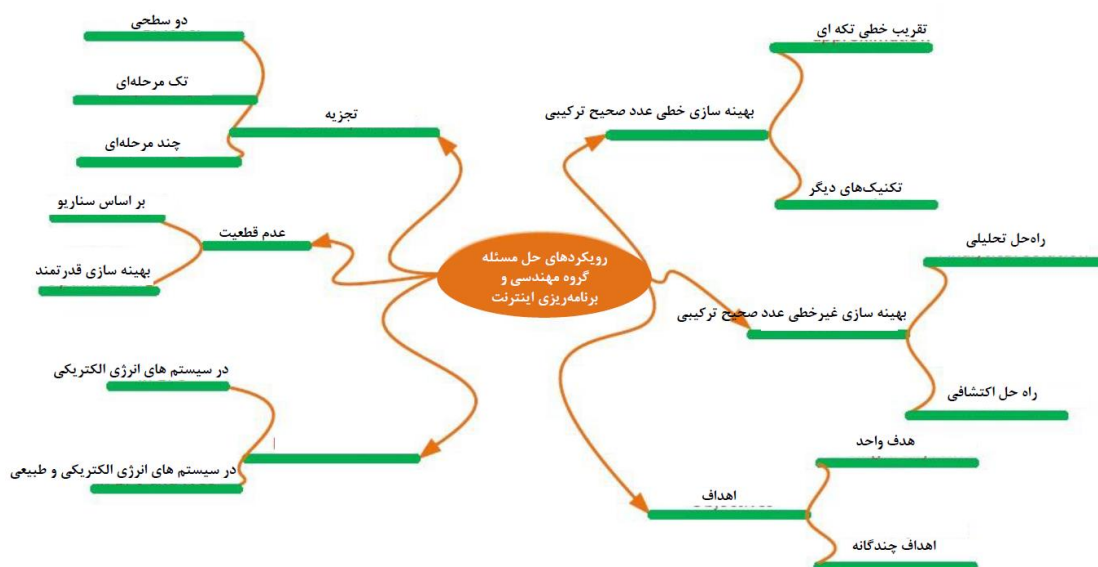 رویکردهای حل مسئله
گروه مهندسی و
برنامه‌ریزی اینترنت
تقریب خطی تکه ای
بهینه سازی خطی عدد صحیح ترکیبی
تکنیک‌های دیگر
راه‌حل تحلیلی
بهینه سازی غیرخطی عدد صحیح ترکیبی
راه حل اکتشافی
هدف واحد
اهداف
اهداف چندگانه
دو سطحی
تک مرحله‌ای
تجزیه
چند مرحله‌ای
بر اساس سناریو
عدم قطعیت
بهینه سازی قدرتمند
در سیستم های انرژی الکتریکی
در سیستم های انرژی الکتریکی و طبیعی